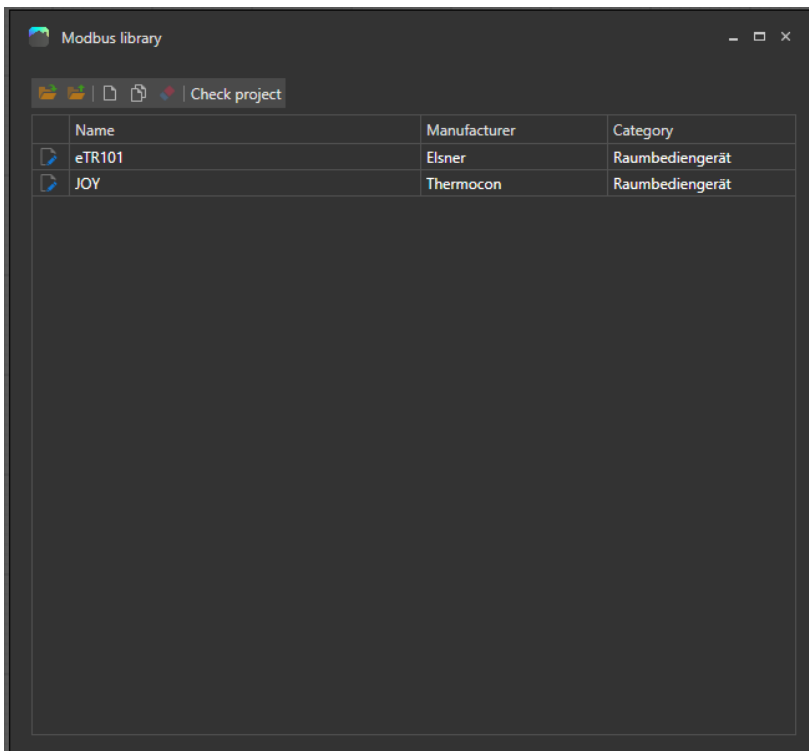 Modbus library
Check project
Name Manufacturer Category
eTR101 Elsner Raumbediengerät
JOY Thermocon Raumbediengerät